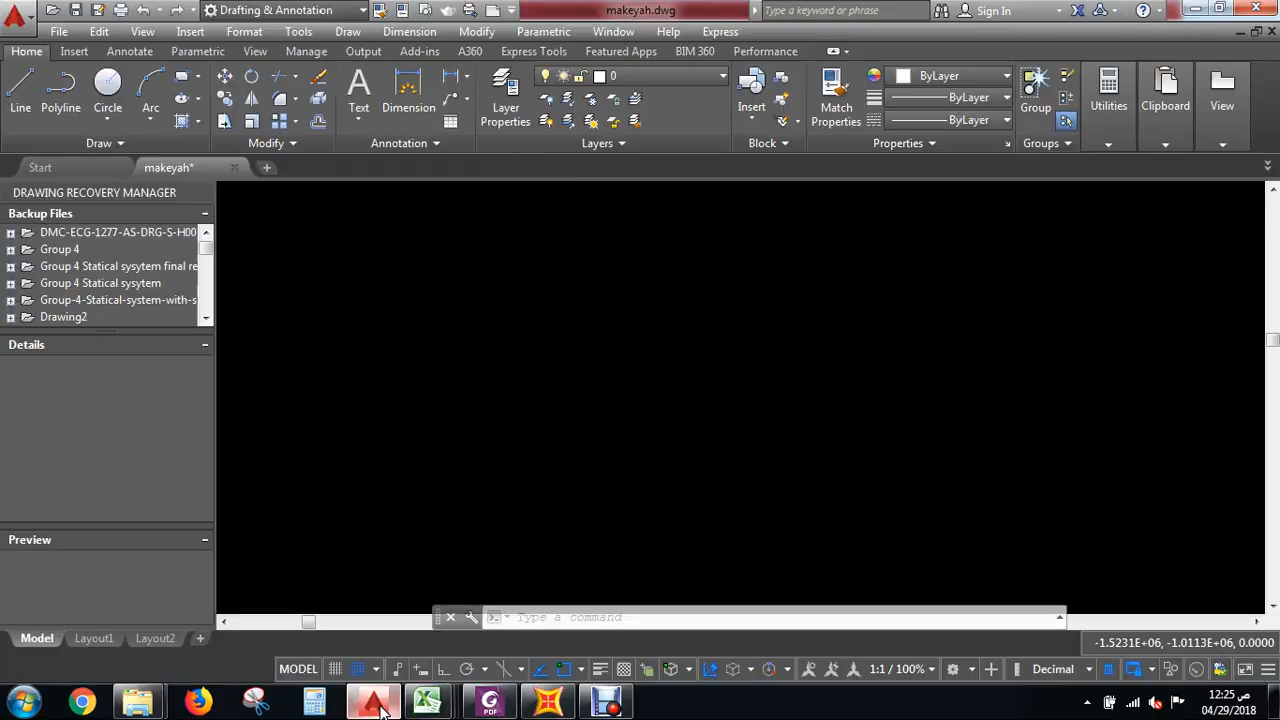 Drafting & Annotation
makeyah.dwg
Type a keyword or phrase
Sign In
File Edit View Insert Format Tools Draw Dimension Modify Parametric Window Help Express
Home Insert Annotate Parametric View Manage Output Add-ins A360 Express Tools Featured Apps BIM 360 Performance
0
ByLayer
ByLayer
ByLayer
Line Polyline Circle Arc
Text Dimension
Layer Properties
Insert
Match Properties
Group
Utilities
Clipboard
View
Draw Modify Annotation Layers Block Properties Groups
Start makeyah*
DRAWING RECOVERY MANAGER
Backup Files
DMC-ECG-1277-AS-DRG-S-H00
Group 4
Group 4 Statical sysytem final re
Group 4 Statical sysytem
Group-4-Statical-system-with-s
Drawing2
Details
Preview
Type a command
Model Layout1 Layout2
-1.5231E+06, -1.0113E+06, 0.0000
MODEL 1:1 / 100% Decimal
PDF
12:25 ص
04/29/2018